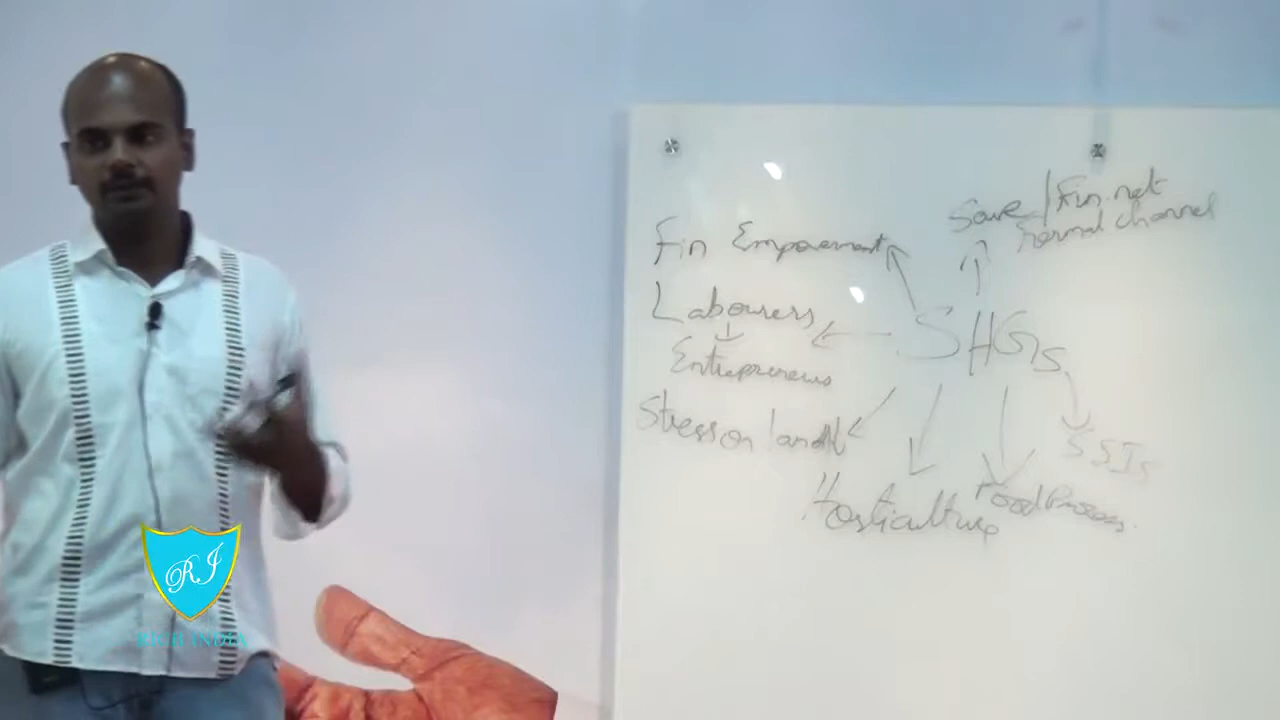 Save / Fin. net
Formal channel
Fin Empowerment
Labourers
SHGs
Entrepreneurs
Stress on land
SSIs
Horticulture
Food Process.
RJ
RICH INDIA